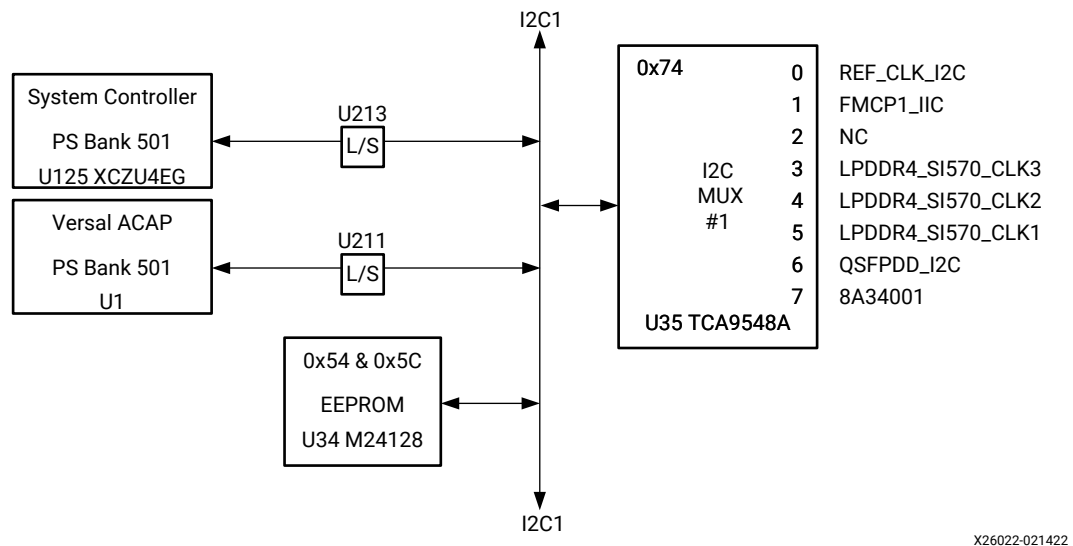 I2C1
System Controller
PS Bank 501
U125 XCZU4EG
U213
L/S
Versal ACAP
PS Bank 501
U1
U211
L/S
0x54 & 0x5C
EEPROM
U34 M24128
0x74
I2C
MUX
#1
U35 TCA9548A
0 REF_CLK_I2C
1 FMCP1_IIC
2 NC
3 LPDDR4_SI570_CLK3
4 LPDDR4_SI570_CLK2
5 LPDDR4_SI570_CLK1
6 QSFPDD_I2C
7 8A34001
I2C1
X26022-021422